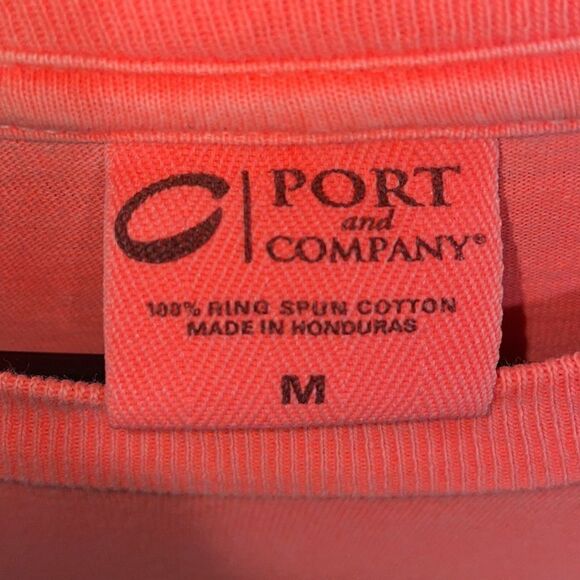 PORT
and
COMPANY®
100% RING SPUN COTTON
MADE IN HONDURAS
M